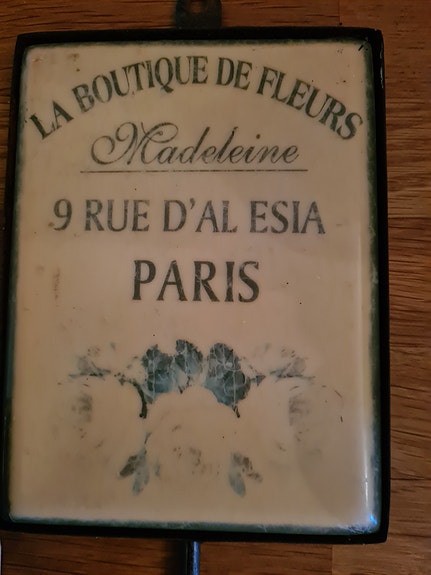 LA BOUTIQUE DE FLEURS
Madeleine
9 RUE D'AL ESIA
PARIS